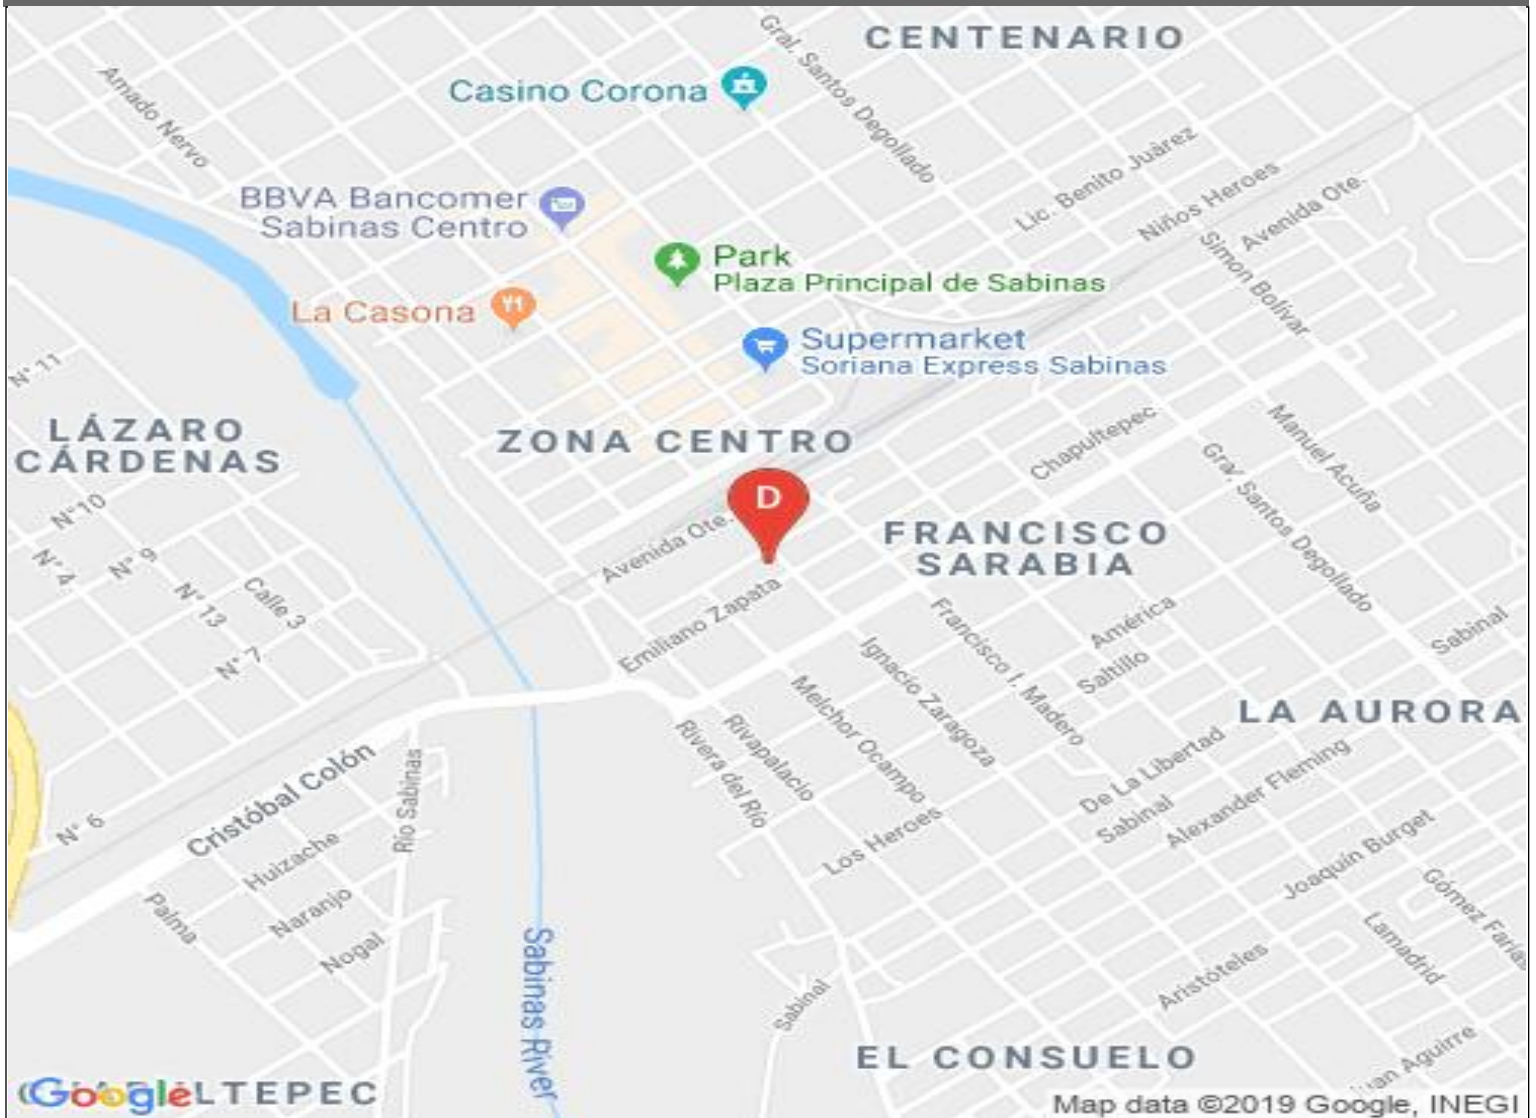 CENTENARIO
Gral. Santos Degollado
Casino Corona
Amado Nervo
Lic. Benito Juárez
Niños Heroes
Avenida Ote.
BBVA Bancomer
Sabinas Centro
Simon Bolívar
Park
Plaza Principal de Sabinas
La Casona
Supermarket
Soriana Express Sabinas
N° 11
LÁZARO
CÁRDENAS
ZONA CENTRO
Chapultepec
Manuel Acuña
Gral. Santos Degollado
D
N° 10
N° 9
N° 4
N° 13
Calle 3
N° 7
Avenida Ote.
FRANCISCO
SARABIA
Emiliano Zapata
Francisco I. Madero
América
Saltillo
Sabinal
Ignacio Zaragoza
Melchor Ocampo
LA AURORA
Rivapalacio
Rivera del Río
De La Libertad
Sabinal
Alexander Fleming
Cristóbal Colón
Río Sabinas
N° 6
Huizache
Los Heroes
Joaquín Burget
Gómez Farias
Palma
Naranjo
Nogal
Lamadrid
Sabinas River
Aristóteles
Sabinal
EL CONSUELO
Aguirre
Google
LTEPEC
Map data ©2019 Google, INEGI